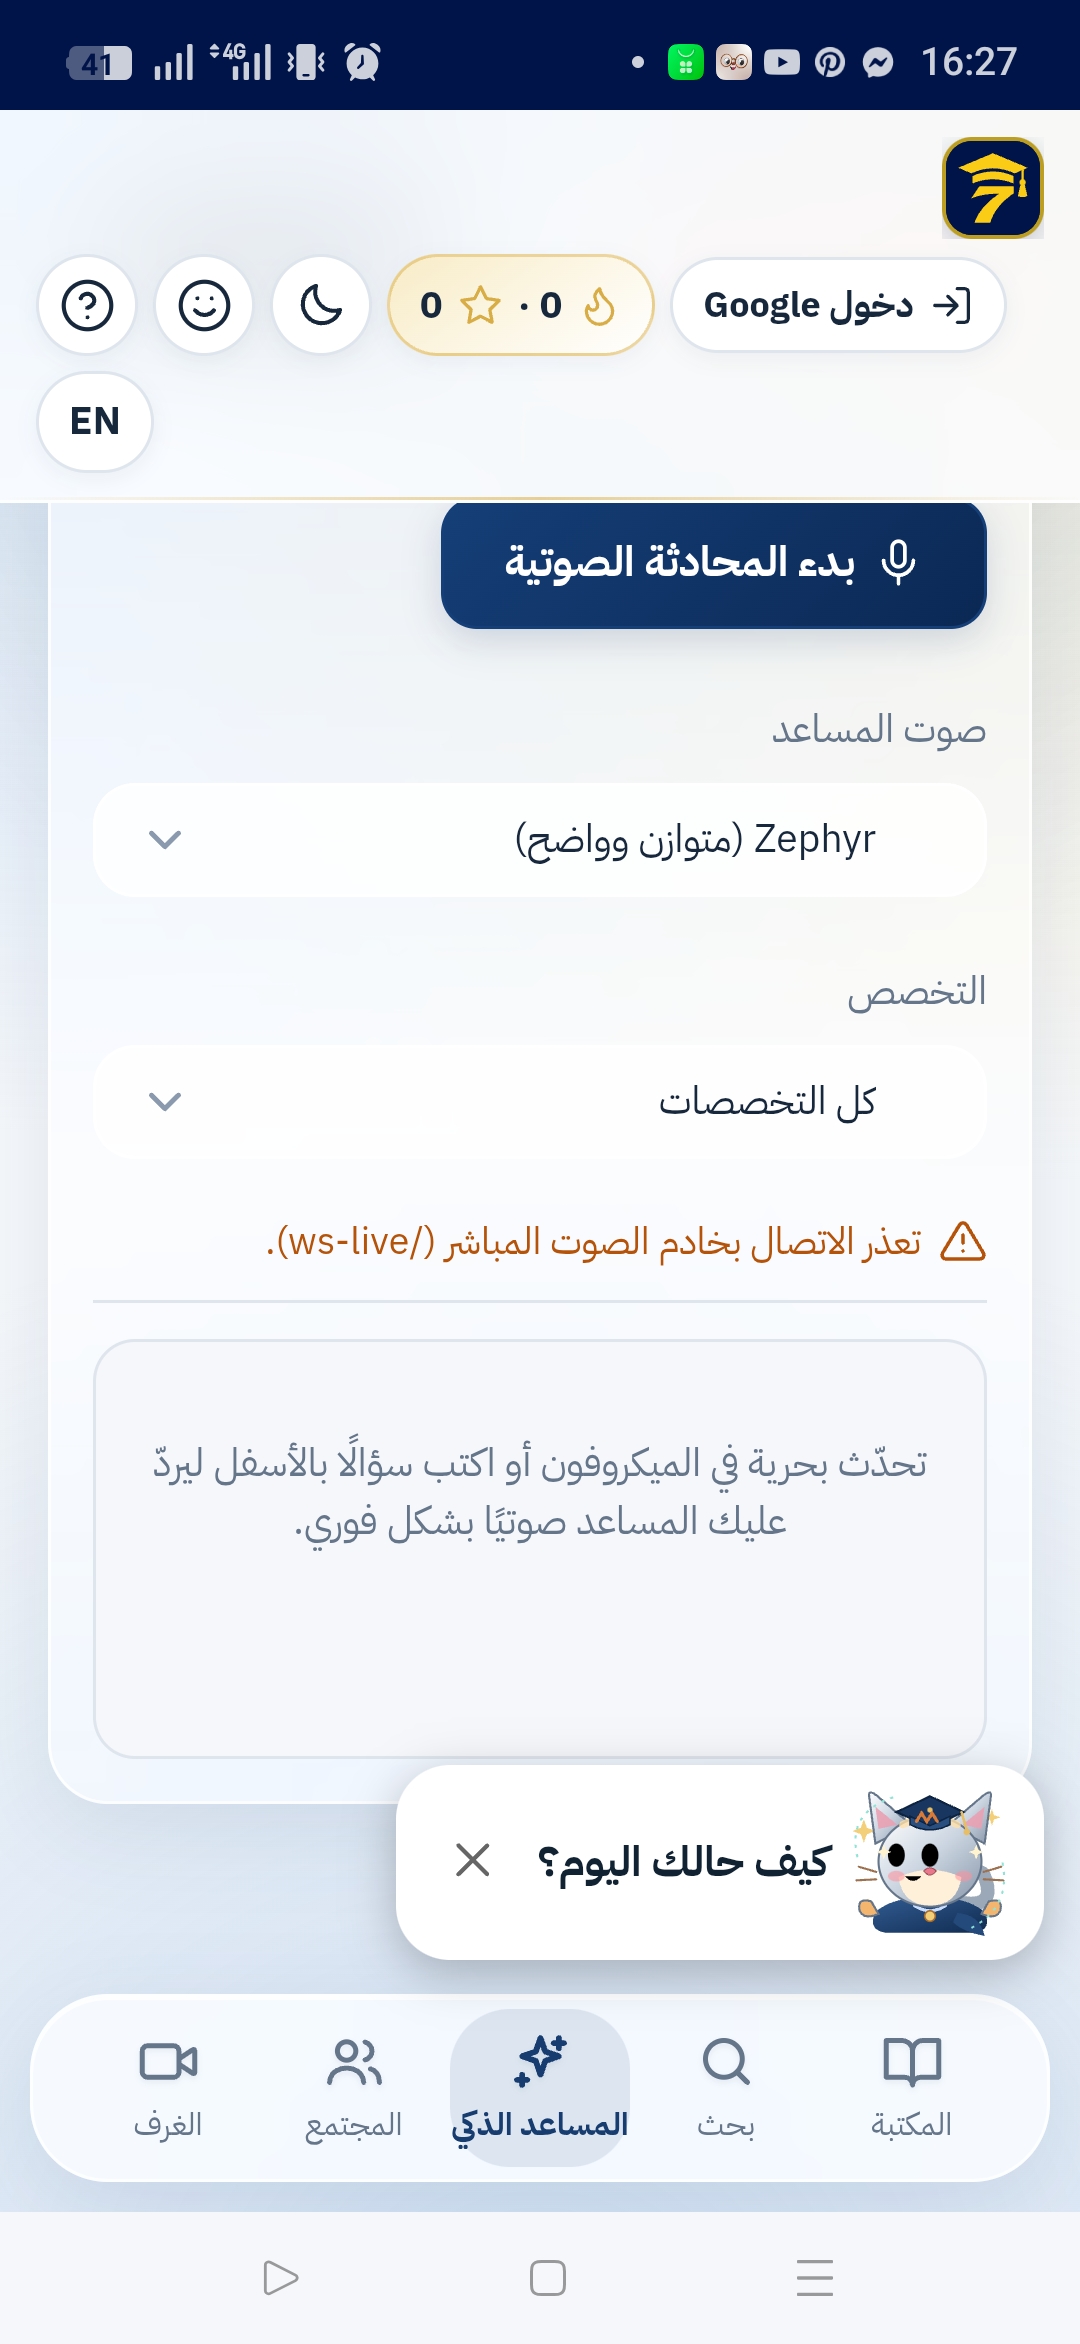 41
4G
16:27
7
دخول Google
0 · 0
EN
بدء المحادثة الصوتية
صوت المساعد
Zephyr (متوازن وواضح)
التخصص
كل التخصصات
تعذر الاتصال بخادم الصوت المباشر (/ws-live).
تحدّث بحرية في الميكروفون أو اكتب سؤالًا بالأسفل ليردّ
عليك المساعد صوتيًا بشكل فوري.
كيف حالك اليوم؟
المكتبة
بحث
المساعد الذكي
المجتمع
الغرف